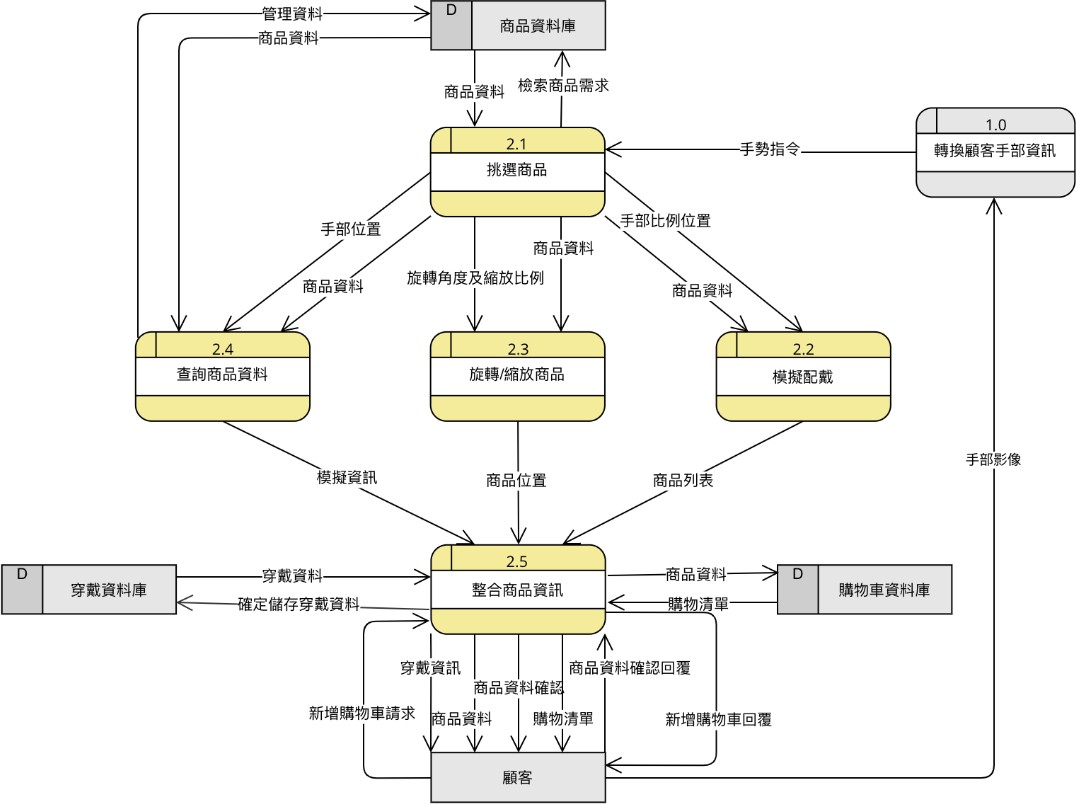 管理資料
D
商品資料庫
商品資料
商品資料
檢索商品需求
2.1
挑選商品
手勢指令
1.0
轉換顧客手部資訊
手部位置
商品資料
旋轉角度及縮放比例
商品資料
手部比例位置
商品資料
2.4
查詢商品資料
2.3
旋轉/縮放商品
2.2
模擬配戴
手部影像
模擬資訊
商品位置
商品列表
2.5
整合商品資訊
D
穿戴資料庫
穿戴資料
確定儲存穿戴資料
商品資料
購物清單
D
購物車資料庫
穿戴資訊
商品資料確認
商品資料確認回覆
新增購物車請求
商品資料
購物清單
新增購物車回覆
顧客